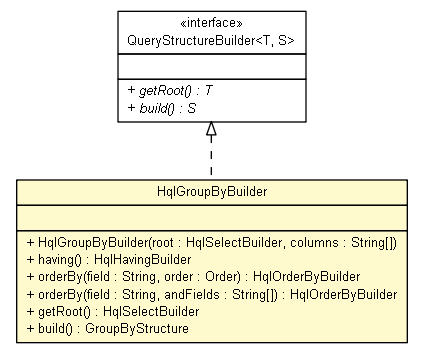 «interface»
QueryStructureBuilder<T, S>
+ getRoot() : T
+ build() : S
HqlGroupByBuilder
+ HqlGroupByBuilder(root : HqlSelectBuilder, columns : String[])
+ having() : HqlHavingBuilder
+ orderBy(field : String, order : Order) : HqlOrderByBuilder
+ orderBy(field : String, andFields : String[]) : HqlOrderByBuilder
+ getRoot() : HqlSelectBuilder
+ build() : GroupByStructure